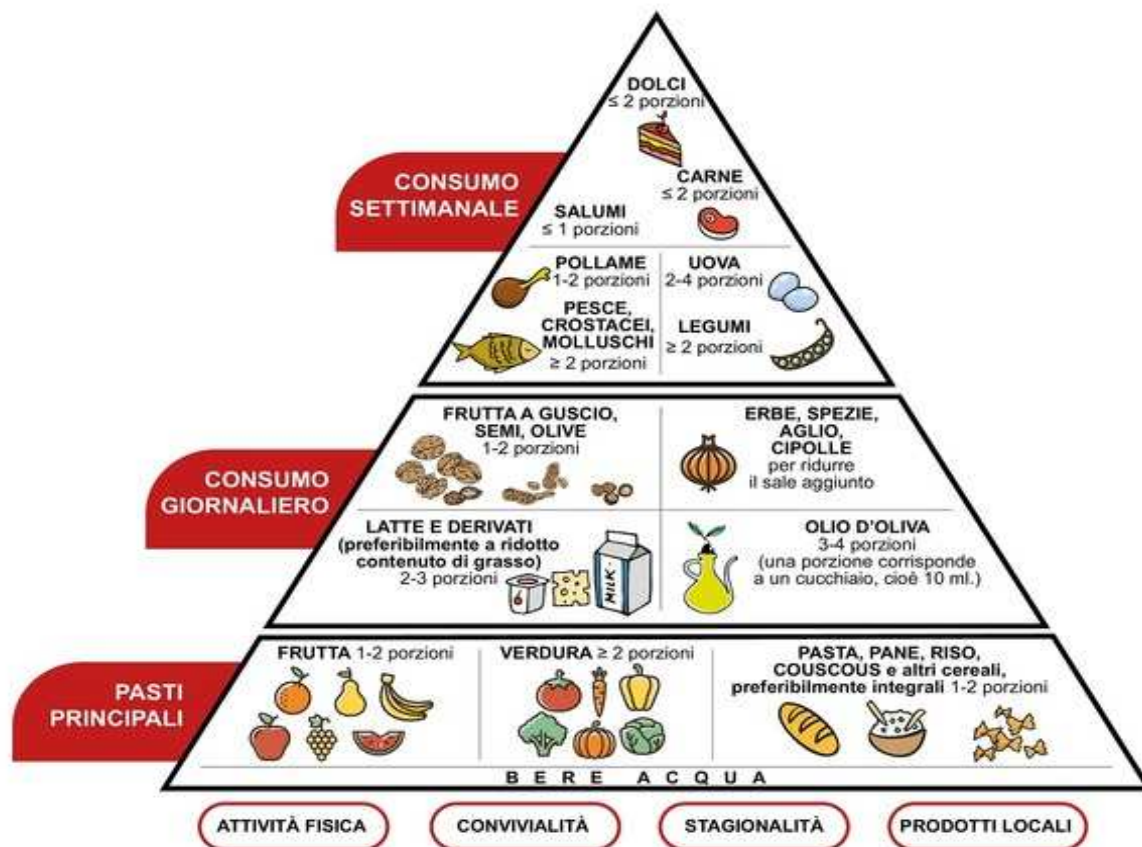 DOLCI
≤ 2 porzioni
CARNE
≤ 2 porzioni
SALUMI
≤ 1 porzioni
CONSUMO
SETTIMANALE
POLLAME
1-2 porzioni
UOVA
2-4 porzioni
PESCE,
CROSTACEI,
MOLLUSCHI
≥ 2 porzioni
LEGUMI
≥ 2 porzioni
CONSUMO
GIORNALIERO
FRUTTA A GUSCIO,
SEMI, OLIVE
1-2 porzioni
ERBE, SPEZIE,
AGLIO,
CIPOLLE
per ridurre
il sale aggiunto
LATTE E DERIVATI
(preferibilmente a ridotto
contenuto di grasso)
2-3 porzioni
MILK
OLIO D'OLIVA
3-4 porzioni
(una porzione corrisponde
a un cucchiaio, cioè 10 ml.)
PASTI
PRINCIPALI
FRUTTA 1-2 porzioni
VERDURA ≥ 2 porzioni
PASTA, PANE, RISO,
COUSCOUS e altri cereali,
preferibilmente integrali 1-2 porzioni
BERE ACQUA
ATTIVITÀ FISICA
CONVIVIALITÀ
STAGIONALITÀ
PRODOTTI LOCALI